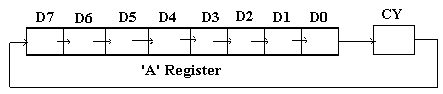 D7 D6 D5 D4 D3 D2 D1 D0 CY
'A' Register